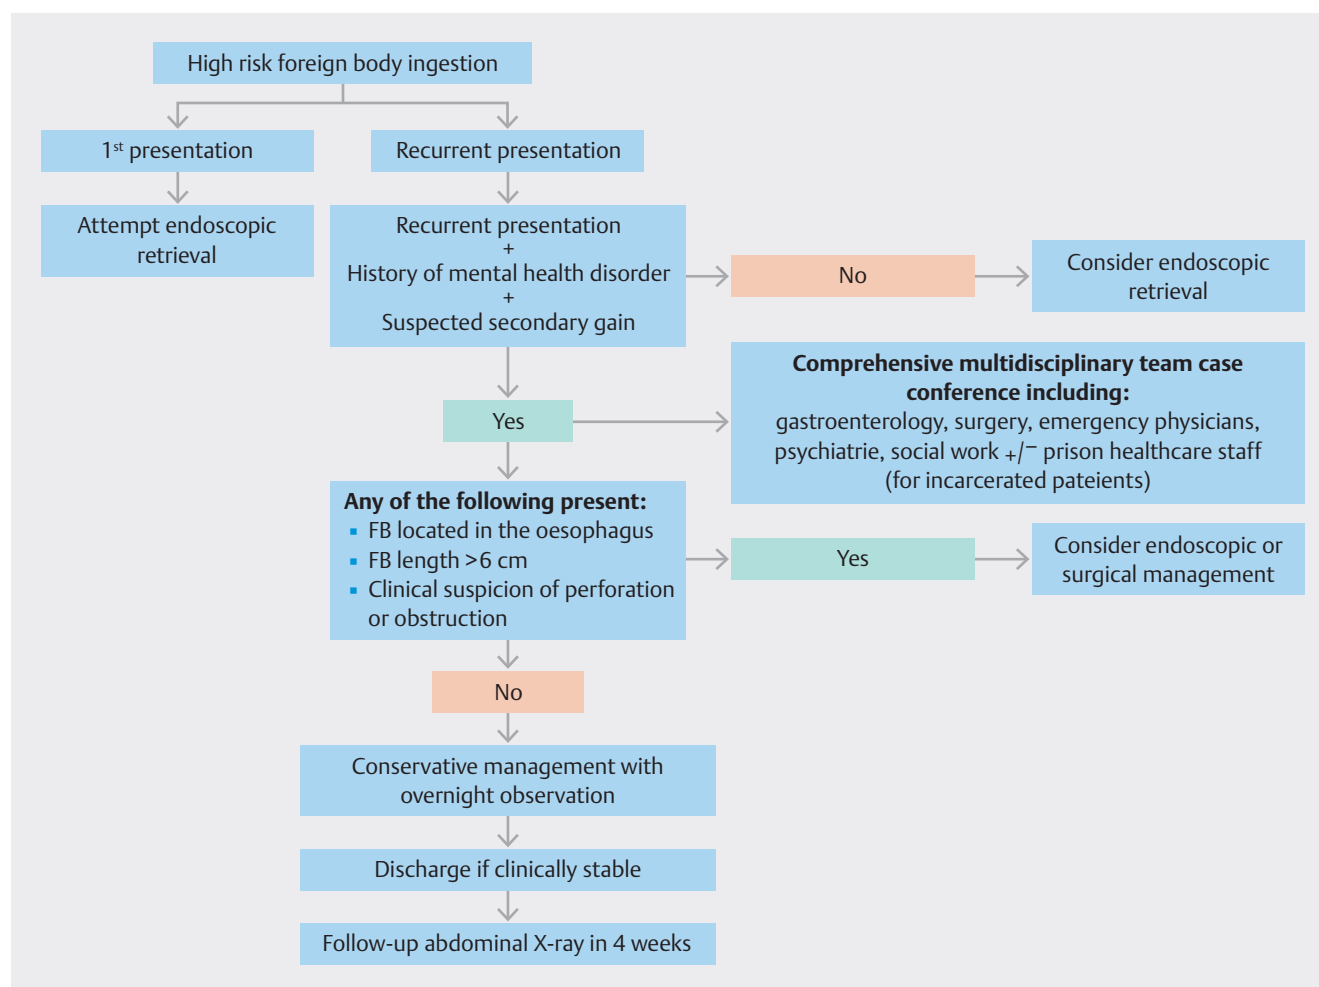 High risk foreign body ingestion
1st presentation
Recurrent presentation
Attempt endoscopic
retrieval
Recurrent presentation
+
History of mental health disorder
+
Suspected secondary gain
No
Consider endoscopic
retrieval
Yes
Comprehensive multidisciplinary team case
conference including:
gastroenterology, surgery, emergency physicians,
psychiatrie, social work +/− prison healthcare staff
(for incarcerated pateients)
Any of the following present:
▪ FB located in the oesophagus
▪ FB length >6 cm
▪ Clinical suspicion of perforation
or obstruction
Yes
Consider endoscopic or
surgical management
No
Conservative management with
overnight observation
Discharge if clinically stable
Follow-up abdominal X-ray in 4 weeks